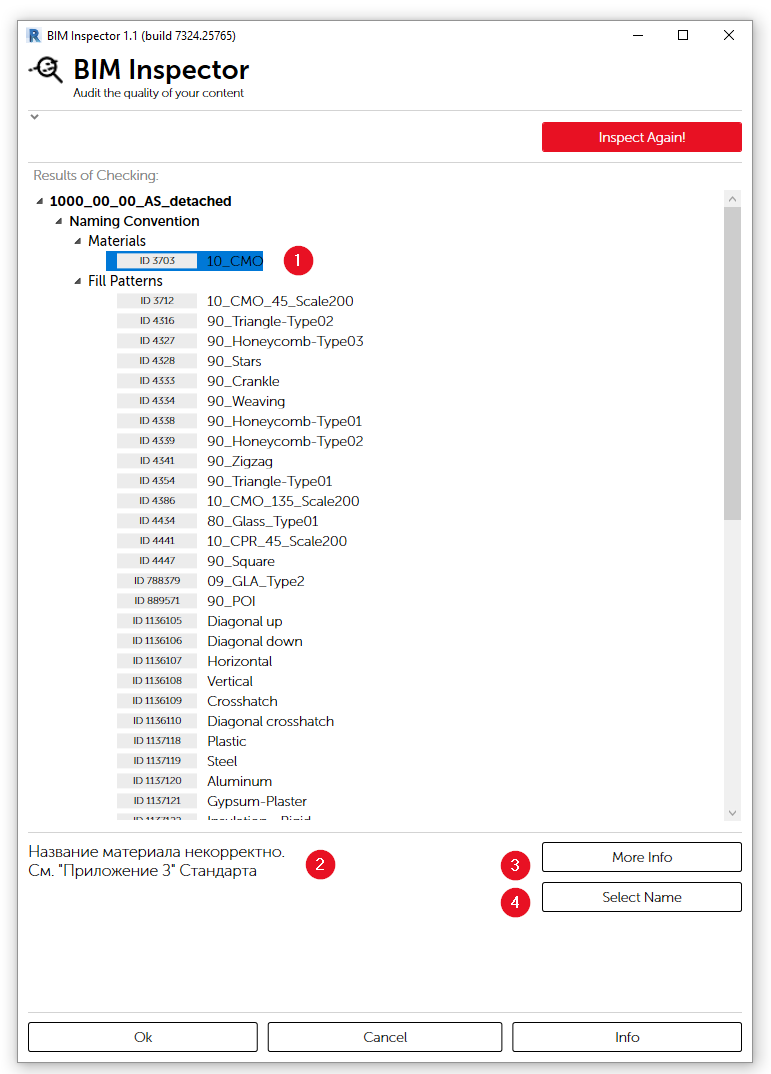 BIM Inspector 1.1 (build 7324.25765)
BIM Inspector
Audit the quality of your content
Inspect Again!
Results of Checking:
1000_00_00_AS_detached
Naming Convention
Materials
ID 3703 10_CMO 1
Fill Patterns
ID 3712 10_CMO_45_Scale200
ID 4316 90_Triangle-Type02
ID 4327 90_Honeycomb-Type03
ID 4328 90_Stars
ID 4333 90_Crankle
ID 4334 90_Weaving
ID 4338 90_Honeycomb-Type01
ID 4339 90_Honeycomb-Type02
ID 4341 90_Zigzag
ID 4354 90_Triangle-Type01
ID 4386 10_CMO_135_Scale200
ID 4434 80_Glass_Type01
ID 4441 10_CPR_45_Scale200
ID 4447 90_Square
ID 788379 09_GLA_Type2
ID 889571 90_POI
ID 1136105 Diagonal up
ID 1136106 Diagonal down
ID 1136107 Horizontal
ID 1136108 Vertical
ID 1136109 Crosshatch
ID 1136110 Diagonal crosshatch
ID 1137118 Plastic
ID 1137119 Steel
ID 1137120 Aluminum
ID 1137121 Gypsum-Plaster
Название материала некорректно.
См. "Приложение 3" Стандарта 2
3 More Info
4 Select Name
Ok Cancel Info